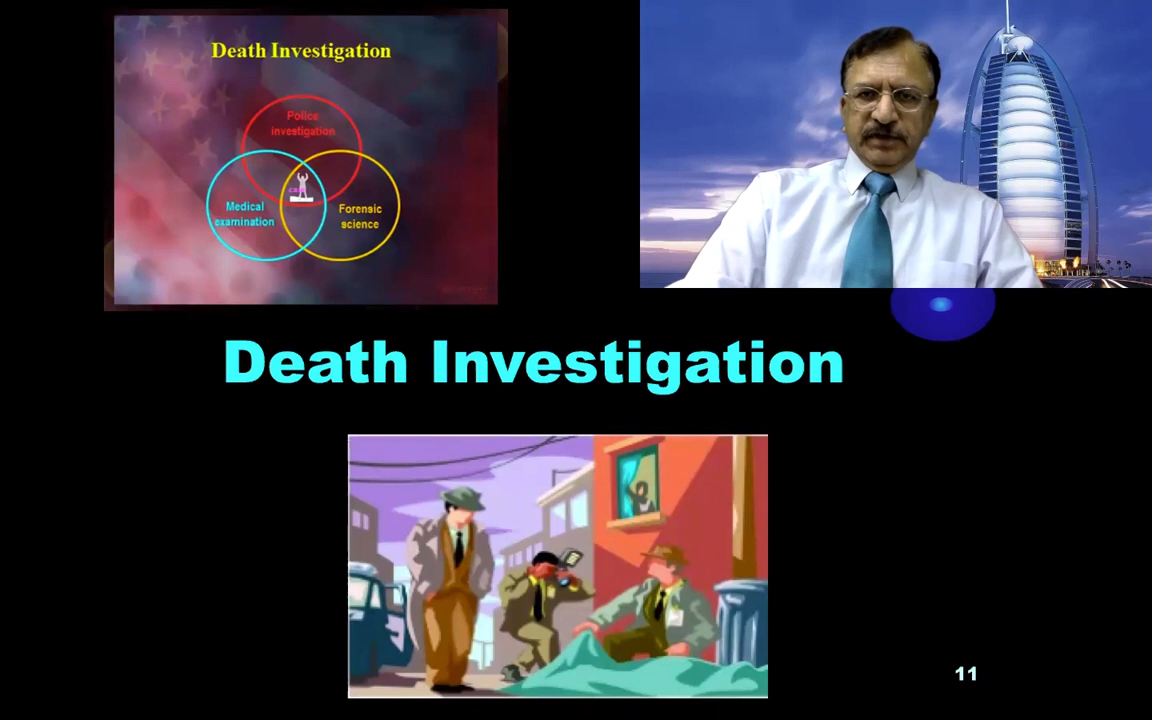 Death Investigation
Police
investigation
Medical
examination
Forensic
science
Death Investigation
11